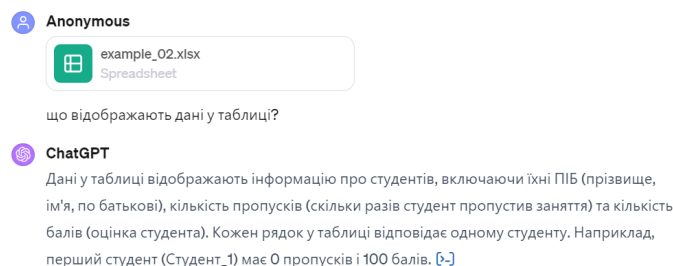 Anonymous
example_02.xlsx
Spreadsheet
що відображають дані у таблиці?
ChatGPT
Дані у таблиці відображають інформацію про студентів, включаючи їхні ПІБ (прізвище,
ім'я, по батькові), кількість пропусків (скільки разів студент пропустив заняття) та кількість
балів (оцінка студента). Кожен рядок у таблиці відповідає одному студенту. Наприклад,
перший студент (Студент_1) має 0 пропусків і 100 балів. [>-]